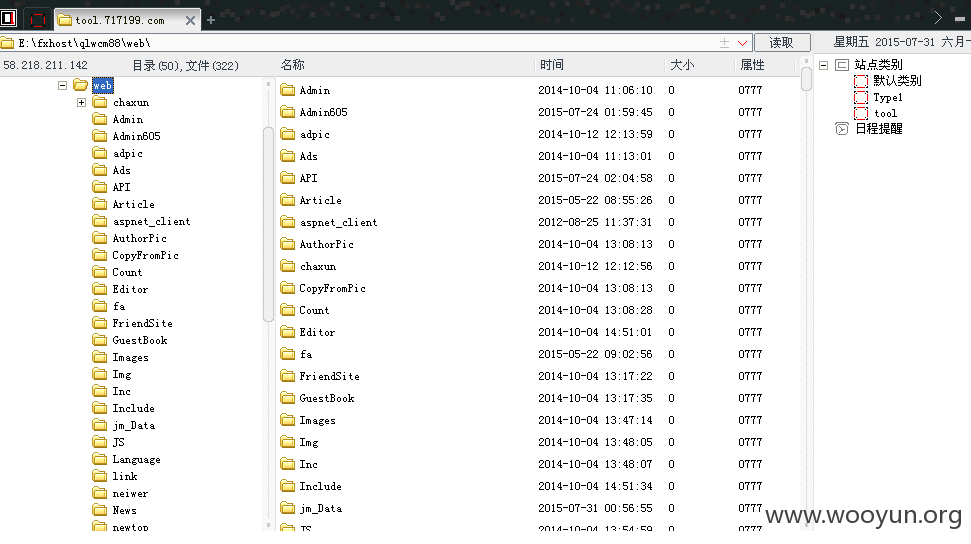 tool.717199.com
E:\fxhost\qlwcm88\web\
读取
星期五 2015-07-31 六月十
58.218.211.142
目录(50),文件(322)
名称 时间 大小 属性
web
chaxun
Admin
Admin605
adpic
Ads
API
Article
aspnet_client
AuthorPic
CopyFromPic
Count
Editor
fa
FriendSite
GuestBook
Images
Img
Inc
Include
jm_Data
JS
Language
link
neiwer
News
newtop
Admin 2014-10-04 11:06:10 0 0777
Admin605 2015-07-24 01:59:45 0 0777
adpic 2014-10-12 12:13:59 0 0777
Ads 2014-10-04 11:13:01 0 0777
API 2015-07-24 02:04:58 0 0777
Article 2015-05-22 08:55:26 0 0777
aspnet_client 2012-08-25 11:37:31 0 0777
AuthorPic 2014-10-04 13:08:13 0 0777
chaxun 2014-10-12 12:12:56 0 0777
CopyFromPic 2014-10-04 13:08:13 0 0777
Count 2014-10-04 13:08:28 0 0777
Editor 2014-10-04 14:51:01 0 0777
fa 2015-05-22 09:02:56 0 0777
FriendSite 2014-10-04 13:17:22 0 0777
GuestBook 2014-10-04 13:17:35 0 0777
Images 2014-10-04 13:47:14 0 0777
Img 2014-10-04 13:48:05 0 0777
Inc 2014-10-04 13:48:07 0 0777
Include 2014-10-04 14:51:34 0 0777
jm_Data 2015-07-31 00:56:55 0 0777
JS 2014-10-04 13:54:59 0 0777
站点类别
默认类别
Type1
tool
日程提醒
www.wooyun.org